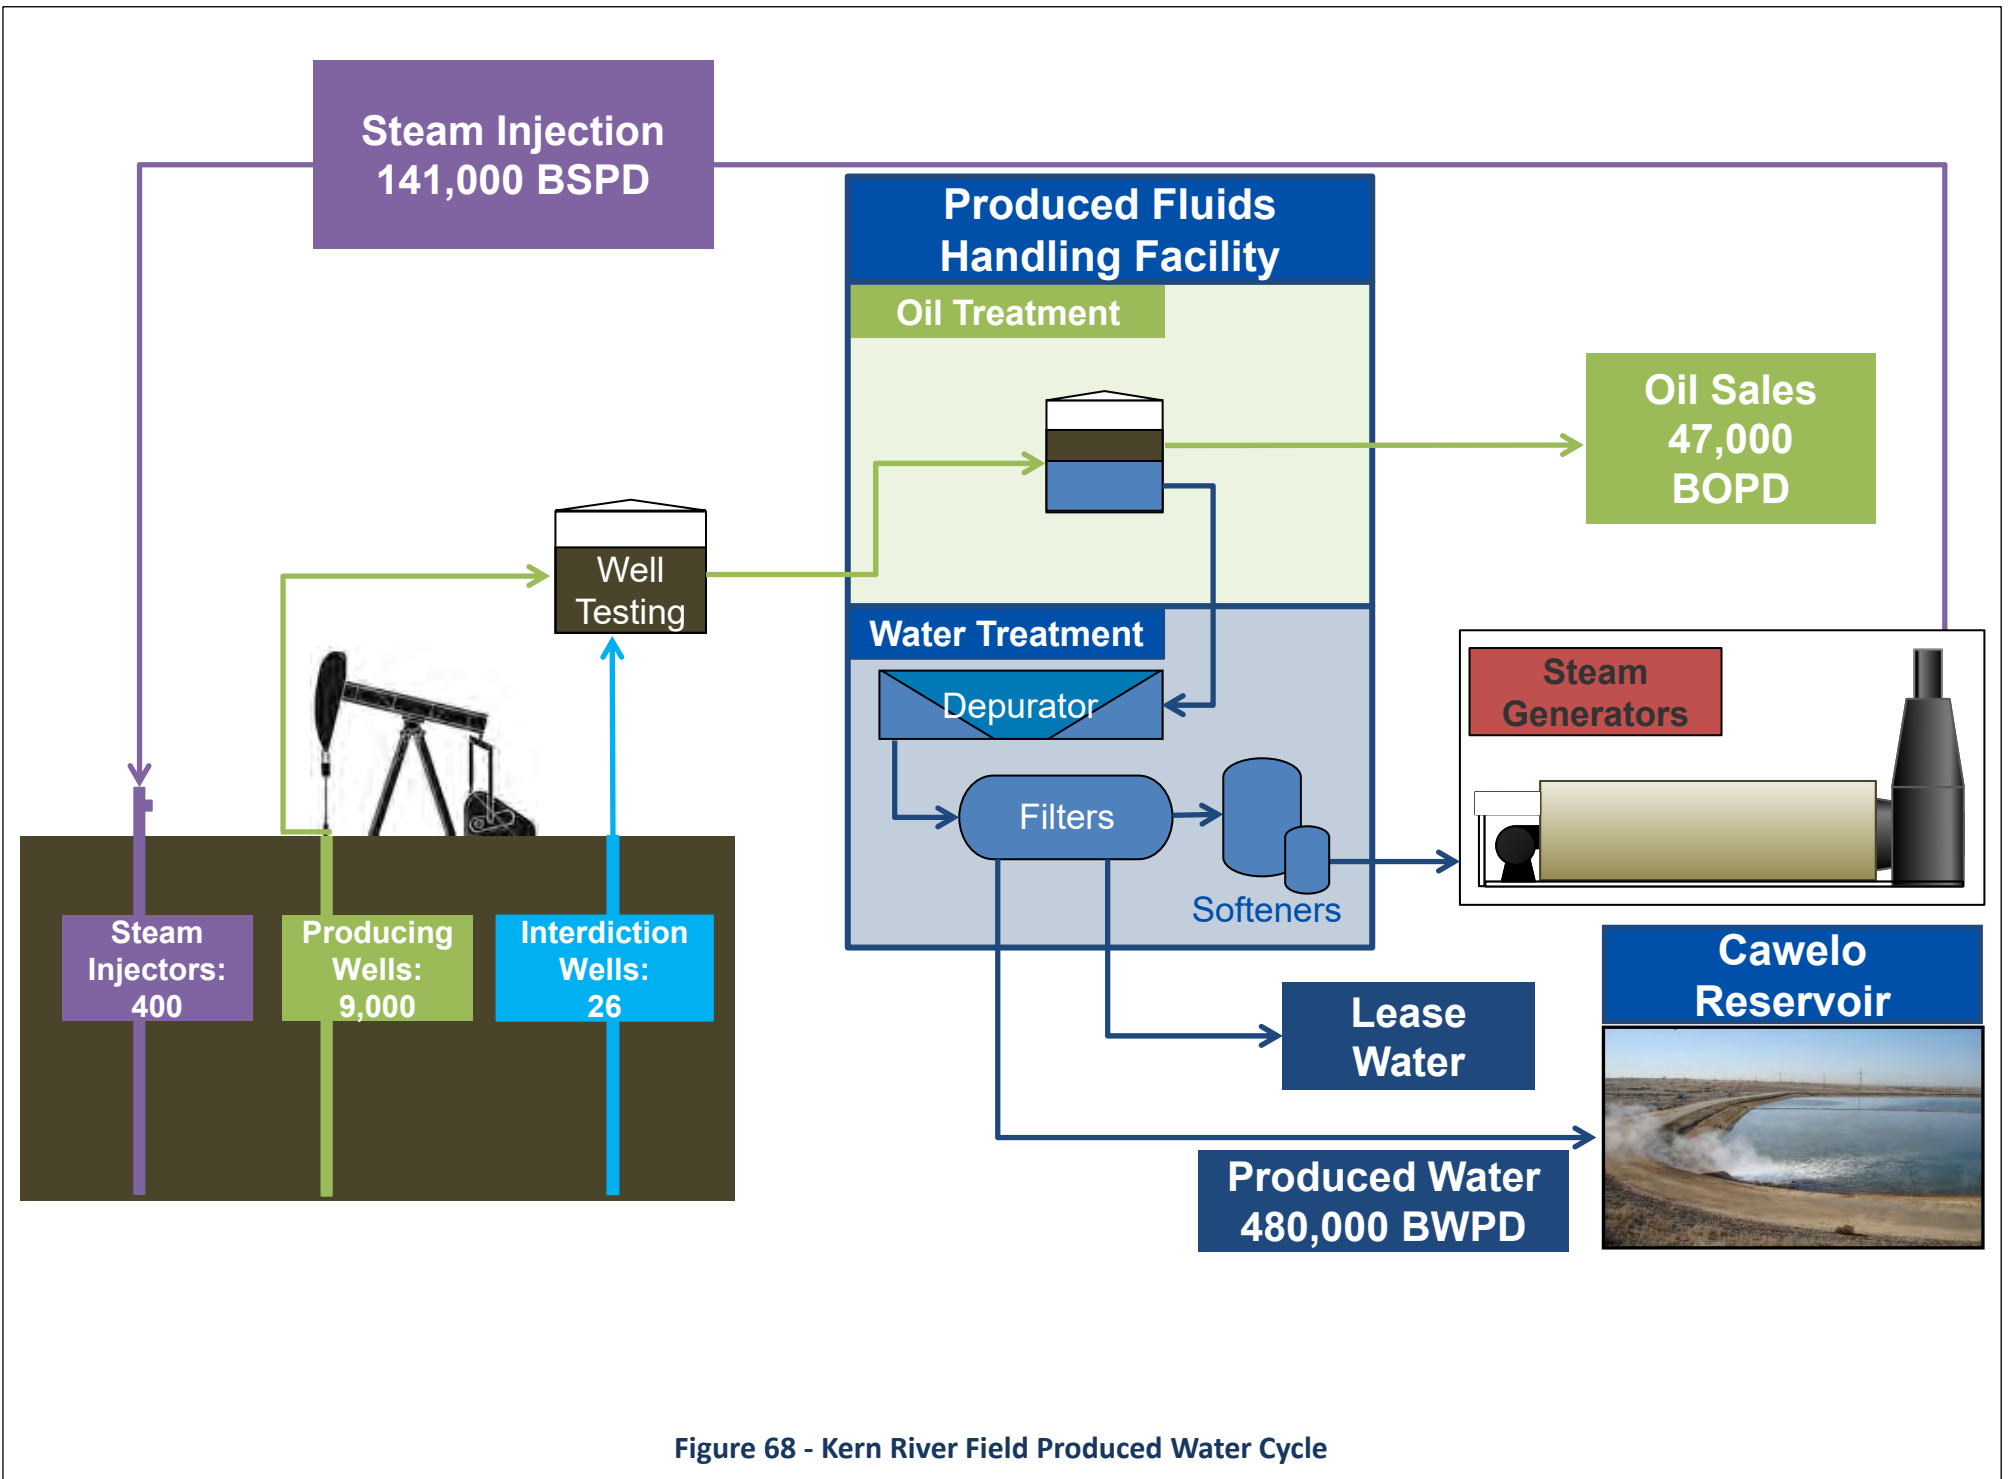 Steam Injection
141,000 BSPD
Produced Fluids
Handling Facility
Oil Treatment
Oil Sales
47,000
BOPD
Well
Testing
Water Treatment
Depurator
Filters
Softeners
Steam
Generators
Steam
Injectors:
400
Producing
Wells:
9,000
Interdiction
Wells:
26
Cawelo
Reservoir
Lease
Water
Produced Water
480,000 BWPD
Figure 68 - Kern River Field Produced Water Cycle